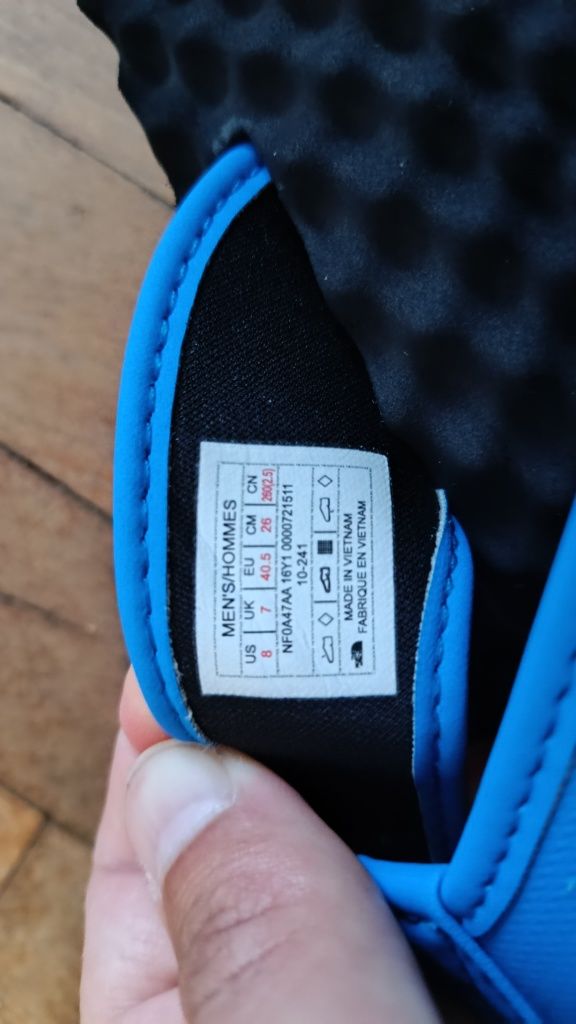 MEN'S/HOMMES
US UK EU CM CN
8 7 40.5 26 260(2.5)
NF0A47AA 16Y1 0000721511
10-241
MADE IN VIETNAM
FABRIQUE EN VIETNAM